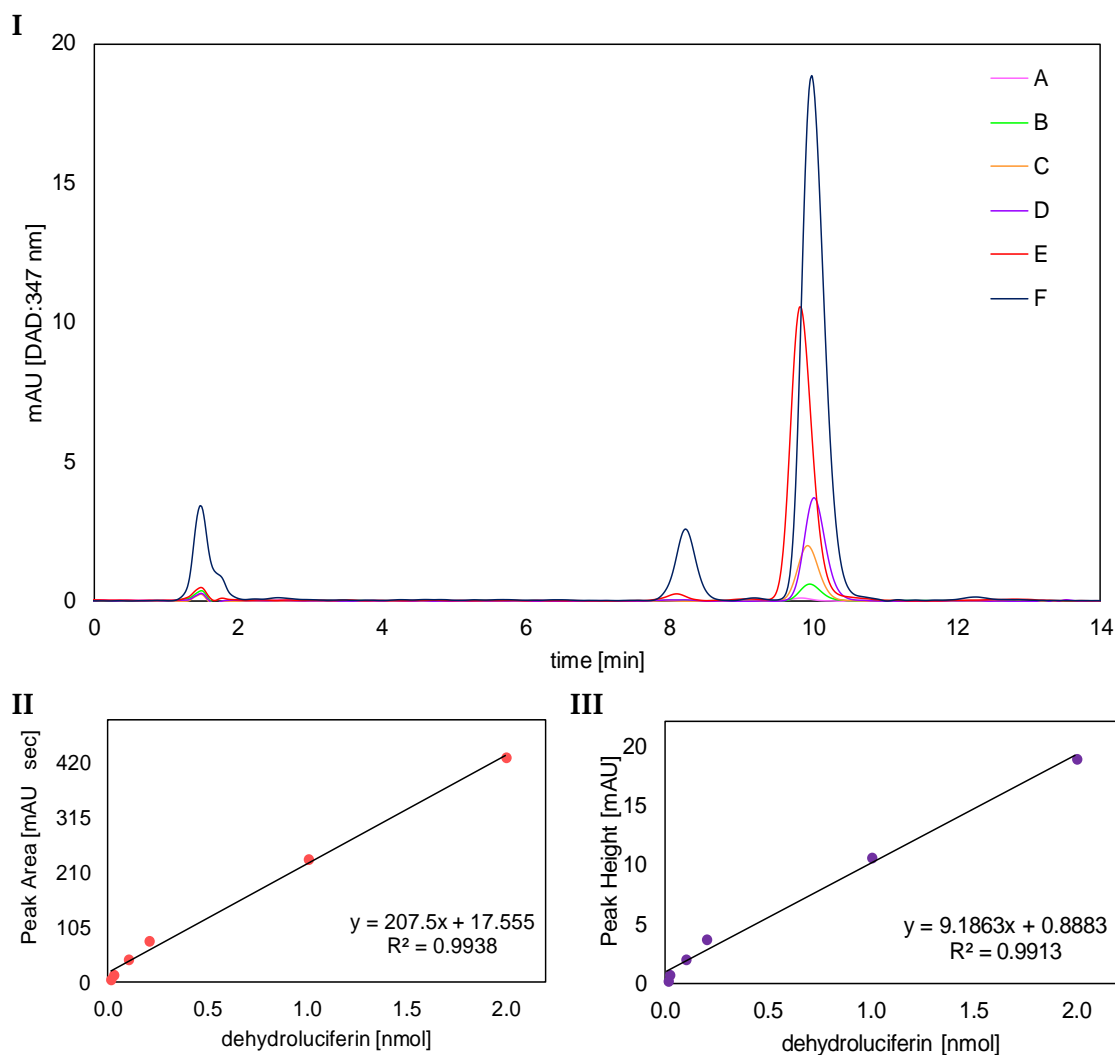 I
20
15
10
5
0
mAU [DAD:347 nm]
0 2 4 6 8 10 12 14
time [min]
A
B
C
D
E
F
II
Peak Area [mAU sec]
420
315
210
105
0
y = 207.5x + 17.555
R² = 0.9938
0.0 0.5 1.0 1.5 2.0
dehydroluciferin [nmol]
III
Peak Height [mAU]
20
15
10
5
0
y = 9.1863x + 0.8883
R² = 0.9913
0.0 0.5 1.0 1.5 2.0
dehydroluciferin [nmol]